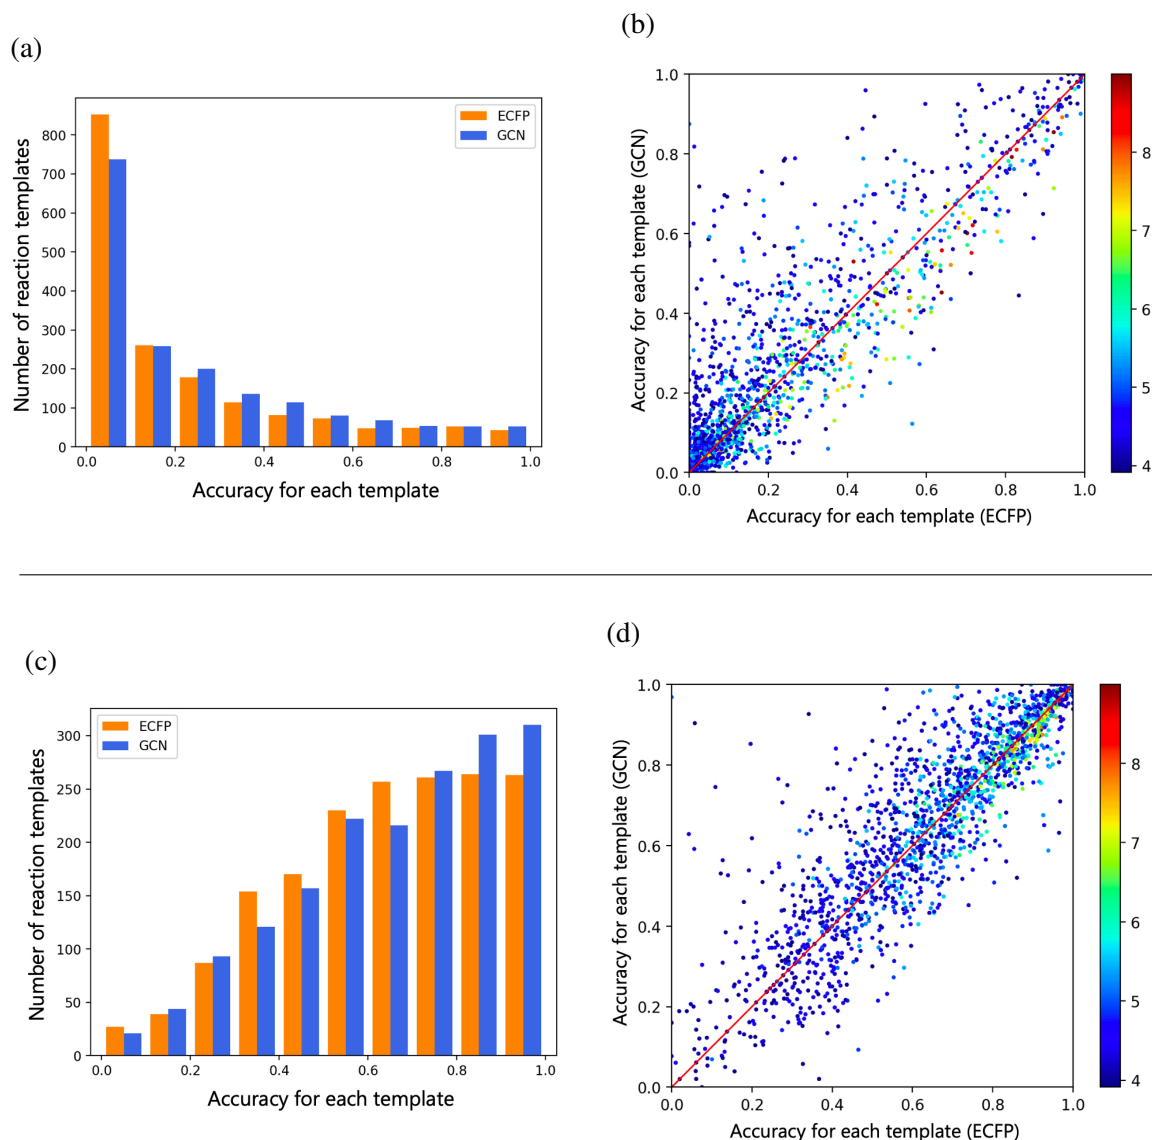 (a)
ECFP
GCN
Number of reaction templates
800
700
600
500
400
300
200
100
0
0.0 0.2 0.4 0.6 0.8 1.0
Accuracy for each template
(b)
Accuracy for each template (GCN)
1.0
0.8
0.6
0.4
0.2
0.0
0.0 0.2 0.4 0.6 0.8 1.0
Accuracy for each template (ECFP)
8
7
6
5
4
(c)
ECFP
GCN
Number of reaction templates
300
250
200
150
100
50
0
0.0 0.2 0.4 0.6 0.8 1.0
Accuracy for each template
(d)
Accuracy for each template (GCN)
1.0
0.8
0.6
0.4
0.2
0.0
0.0 0.2 0.4 0.6 0.8 1.0
Accuracy for each template (ECFP)
8
7
6
5
4